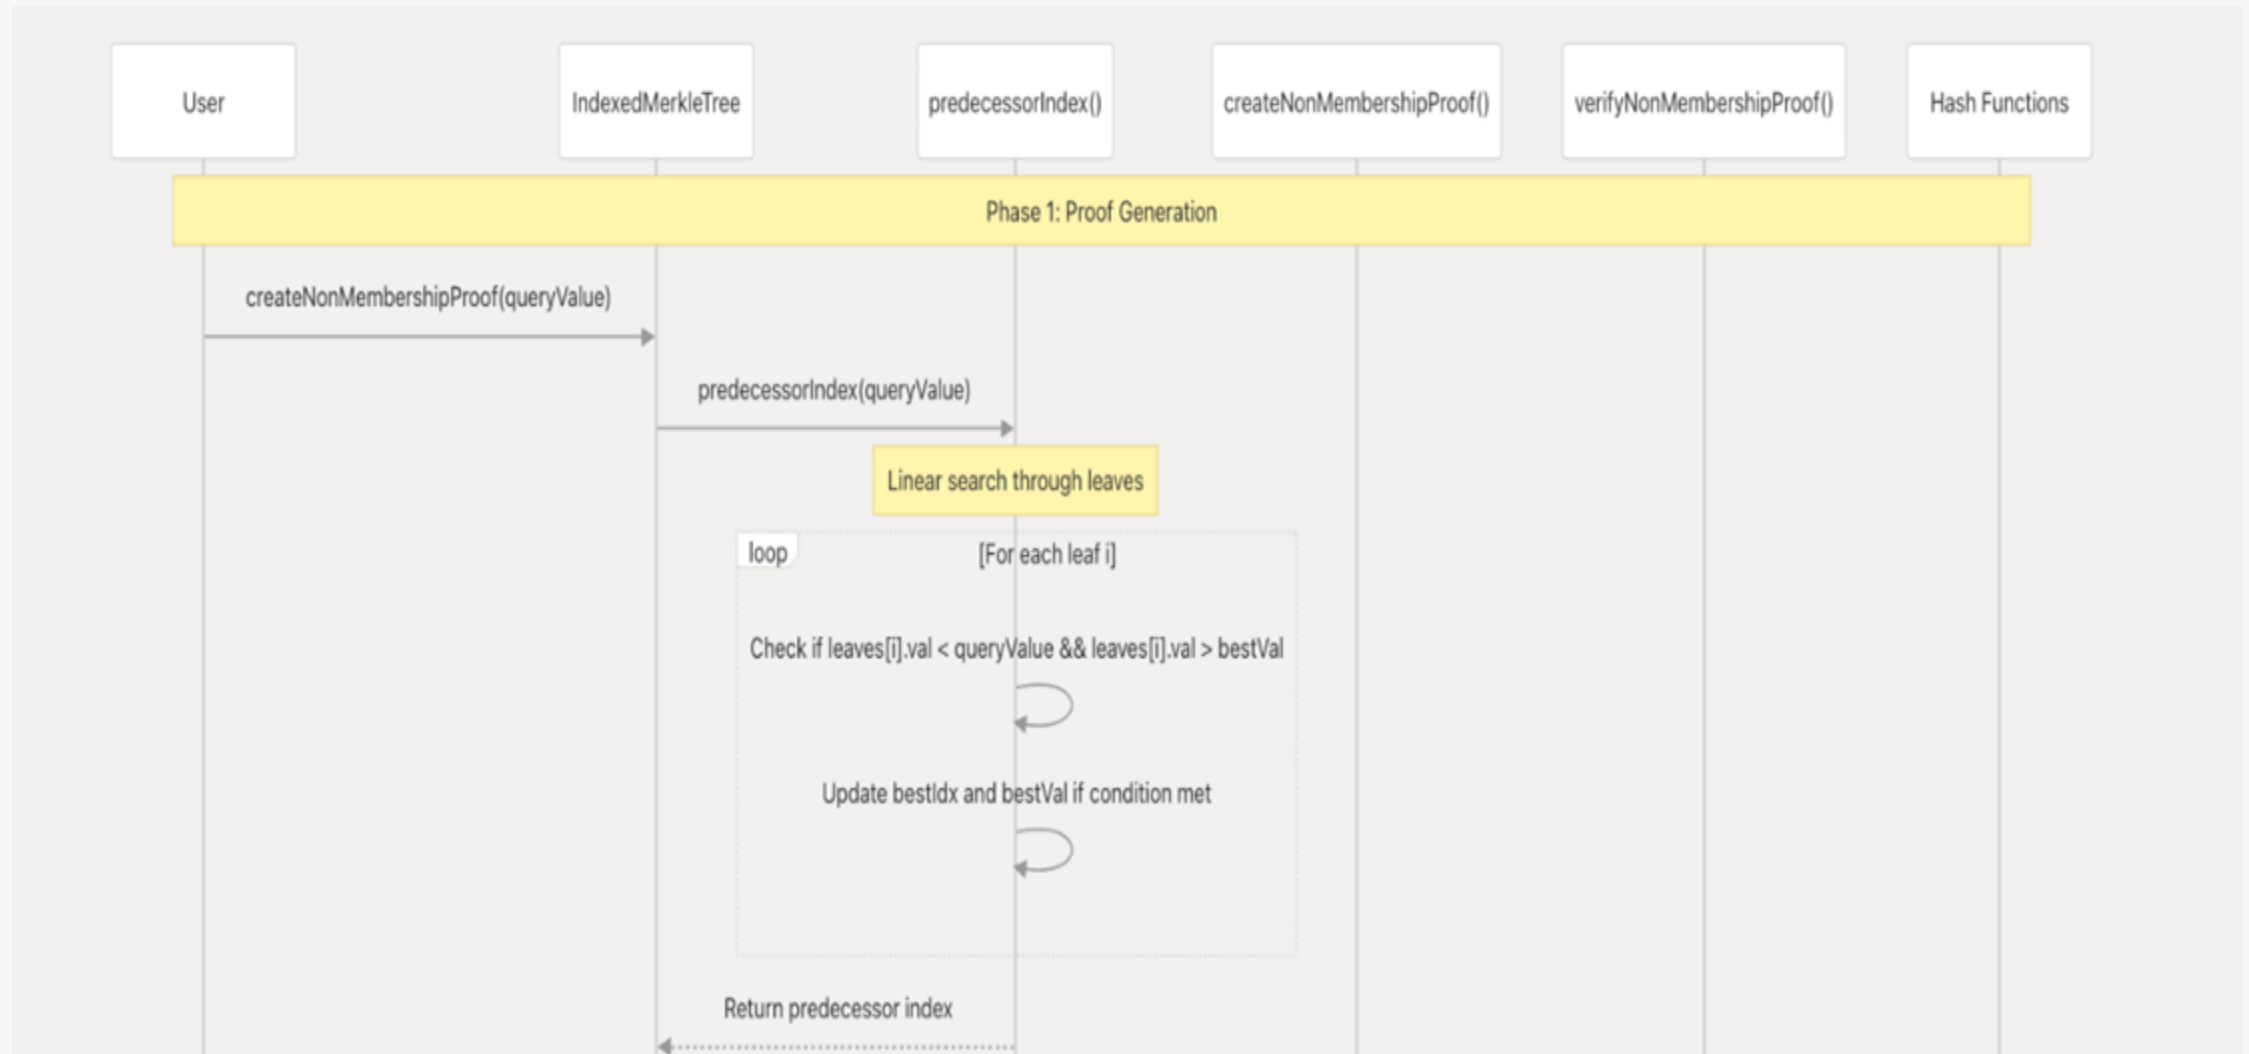 User
IndexedMerkleTree
predecessorIndex()
createNonMembershipProof()
verifyNonMembershipProof()
Hash Functions
Phase 1: Proof Generation
createNonMembershipProof(queryValue)
predecessorIndex(queryValue)
Linear search through leaves
loop
[For each leaf i]
Check if leaves[i].val < queryValue && leaves[i].val > bestVal
Update bestIdx and bestVal if condition met
Return predecessor index